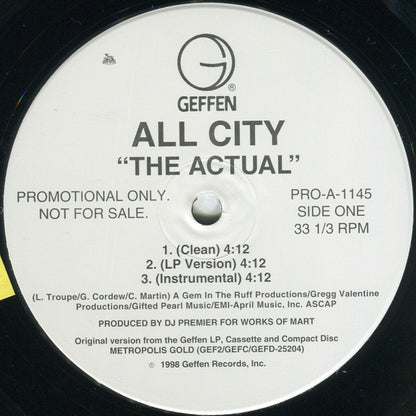 ®
GEFFEN
ALL CITY
“THE ACTUAL”
PROMOTIONAL ONLY.
NOT FOR SALE.
PRO-A-1145
SIDE ONE
33 1/3 RPM
1. (Clean) 4:12
2. (LP Version) 4:12
3. (Instrumental) 4:12
(L. Troupe/G. Cordew/C. Martin) A Gem In The Ruff Productions/Gregg Valentine
Productions/Gifted Pearl Music/EMI-April Music, Inc. ASCAP
PRODUCED BY DJ PREMIER FOR WORKS OF MART
Original version from the Geffen LP, Cassette and Compact Disc
METROPOLIS GOLD (GEF2/GEFC/GEFD-25204)
℗ 1998 Geffen Records, Inc.